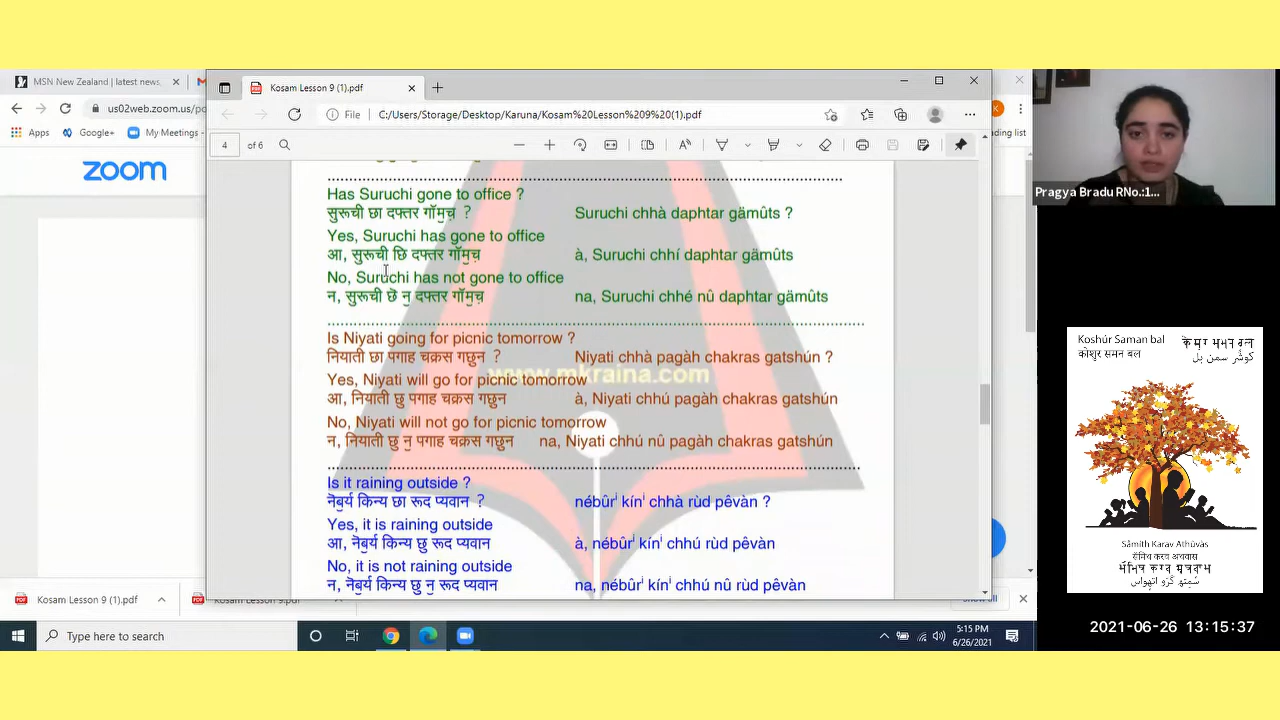 MSN New Zealand | latest news
Kosam Lesson 9 (1).pdf
us02web.zoom.us/
File C:/Users/Storage/Desktop/Karuna/Kosam%20Lesson%209%20(1).pdf
Apps Google+ My Meetings -
4 of 6
zoom
Has Suruchi gone to office ?
सुरूची छा दफ्तर गॉम॒च़ ? Suruchi chhà daphtar gämûts ?
Yes, Suruchi has gone to office
आ, सुरूची छि दफ्तर गॉम॒च़ à, Suruchi chhí daphtar gämûts
No, Suruchi has not gone to office
न, सुरूची छॆ न॒ दफ्तर गॉम॒च़ na, Suruchi chhé nû daphtar gämûts
Is Niyati going for picnic tomorrow ?
नियाती छा पगाह चक्रस गछ़ुन ? Niyati chhà pagàh chakras gatshún ?
www.mkraina.com
Yes, Niyati will go for picnic tomorrow
आ, नियाती छु पगाह चक्रस गछ़ुन à, Niyati chhú pagàh chakras gatshún
No, Niyati will not go for picnic tomorrow
न, नियाती छु न॒ पगाह चक्रस गछ़ुन na, Niyati chhú nû pagàh chakras gatshún
Is it raining outside ?
नॆब॒र्य किन्य छा रूद प्यवान ? nébûrⁱ kínⁱ chhà rùd pêvàn ?
Yes, it is raining outside
आ, नॆब॒र्य किन्य छु रूद प्यवान à, nébûrⁱ kínⁱ chhú rùd pêvàn
No, it is not raining outside
न, नॆब॒र्य किन्य छु न॒ रूद प्यवान na, nébûrⁱ kínⁱ chhú nû rùd pêvàn
Kosam Lesson 9 (1).pdf
Type here to search
5:15 PM
6/26/2021
Pragya Bradu RNo.:1...
Koshúr Saman bal
कोशुर समन बल
كوشُر سمن بل
Sâmíth Karav Athûvàs
2021-06-26 13:15:37